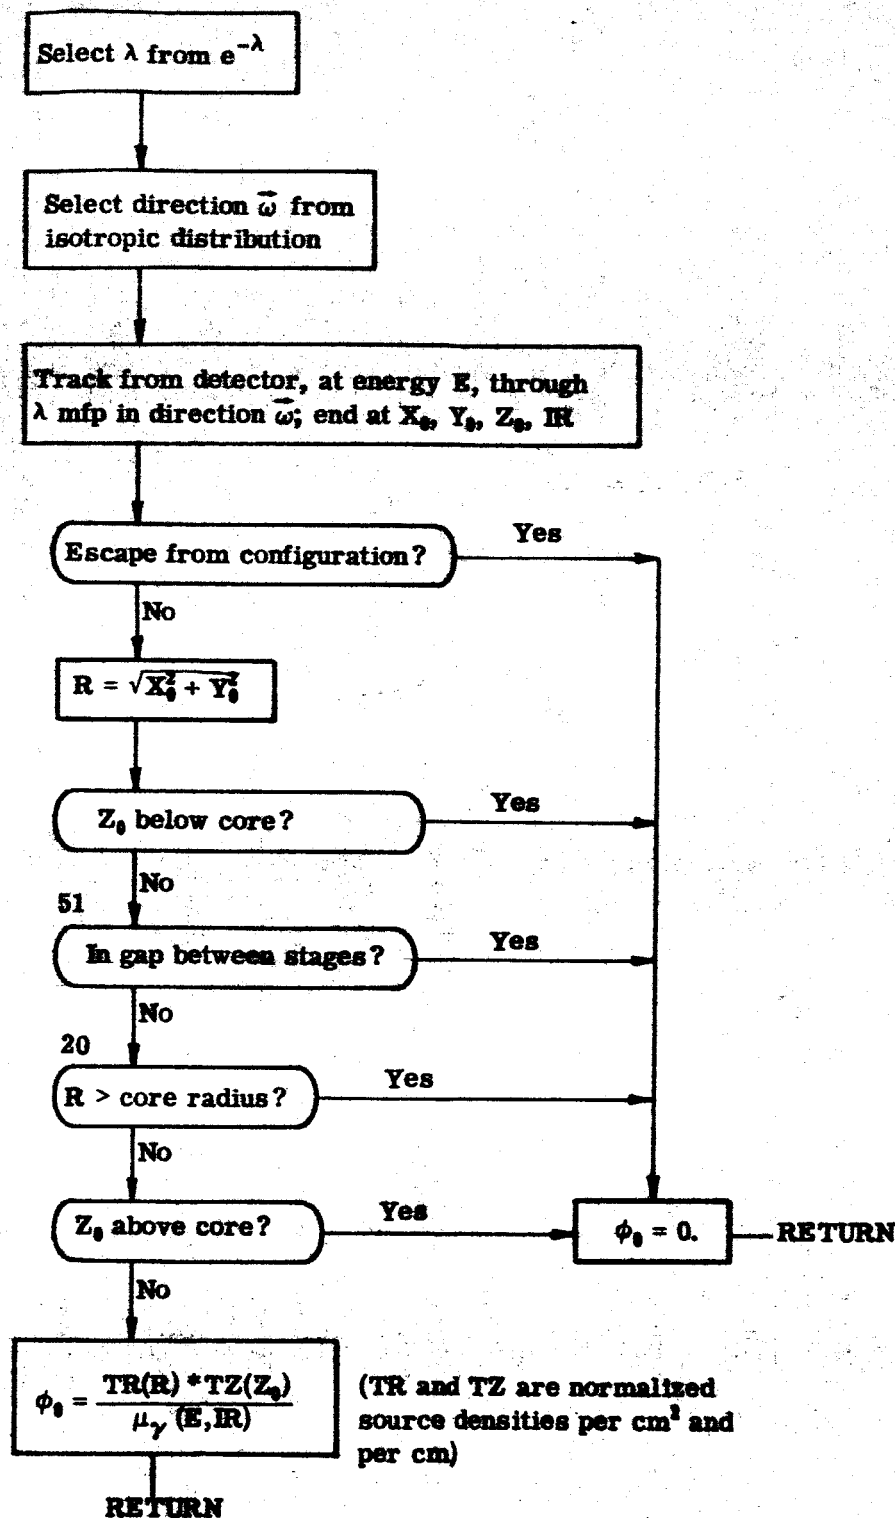 Select λ from e^{-λ}
Select direction \vec{ω} from
isotropic distribution
Track from detector, at energy E, through
λ mfp in direction \vec{ω}; end at X₀, Y₀, Z₀, IR
Escape from configuration?
Yes
No
R = √(X₀² + Y₀²)
Z₀ below core?
Yes
No
51
In gap between stages?
Yes
No
20
R > core radius?
Yes
No
Z₀ above core?
Yes
ϕ₀ = 0.
RETURN
No
ϕ₀ = TR(R) * TZ(Z₀) / μ_γ (E, IR)
(TR and TZ are normalized
source densities per cm² and
per cm)
RETURN